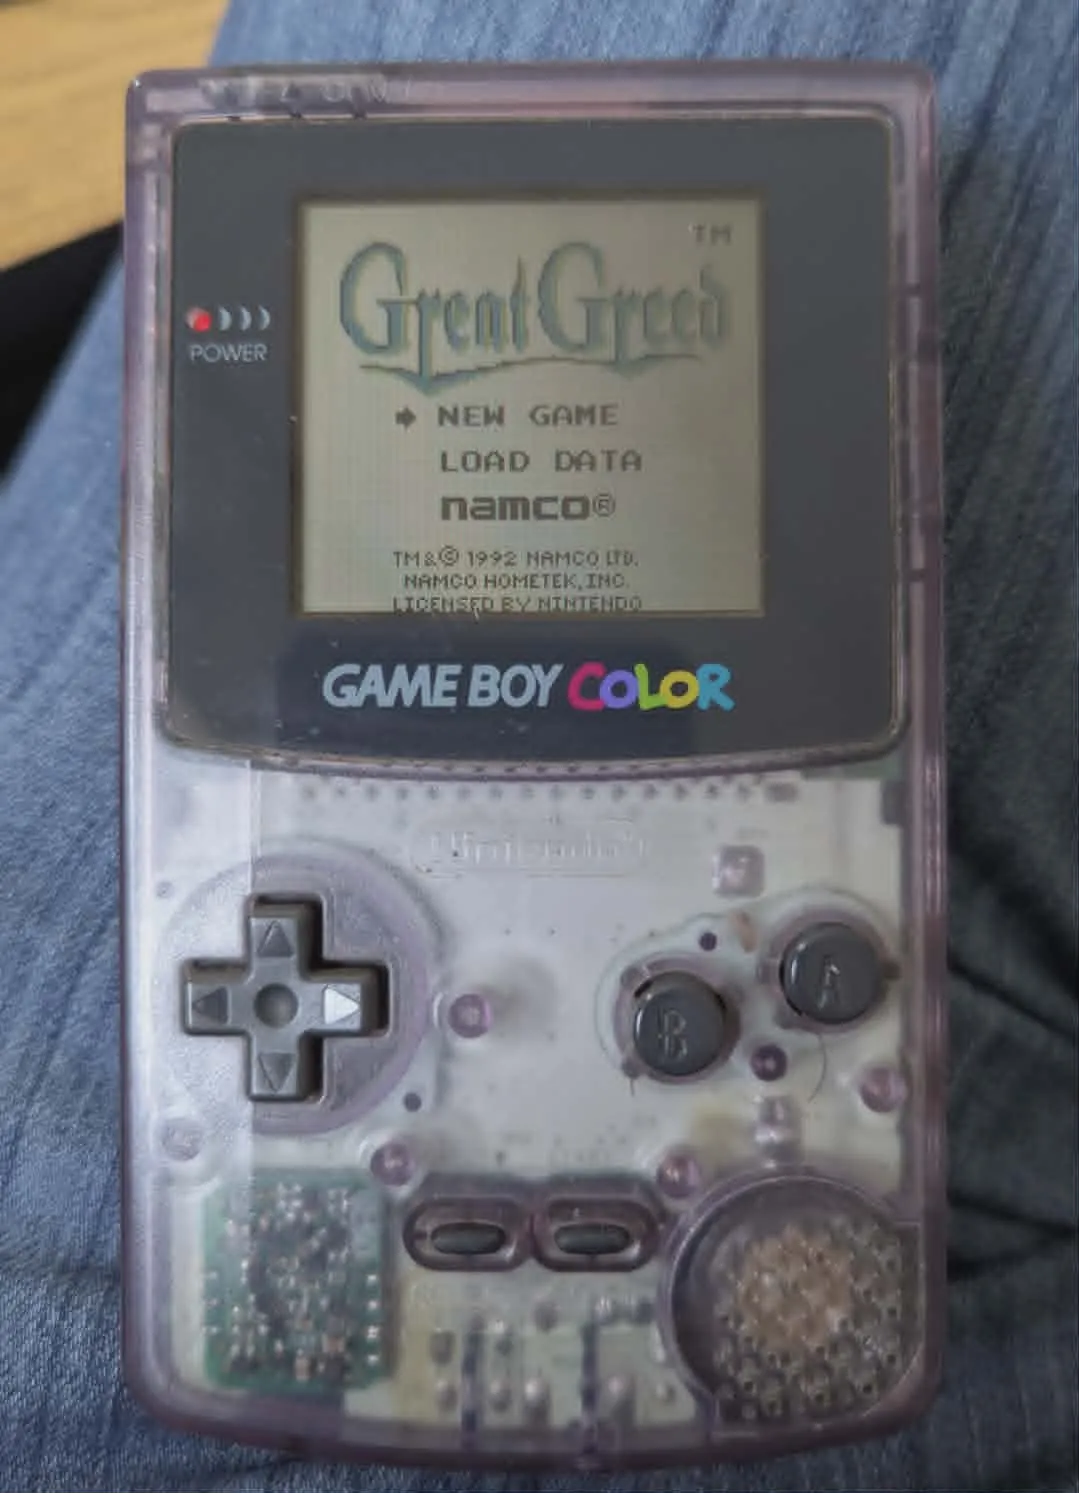 TM
Great Greed
POWER
NEW GAME
LOAD DATA
namco®
TM & © 1992 NAMCO LTD.
NAMCO HOMETEK, INC.
LICENSED BY NINTENDO
GAME BOY COLOR
Nintendo®
B
A